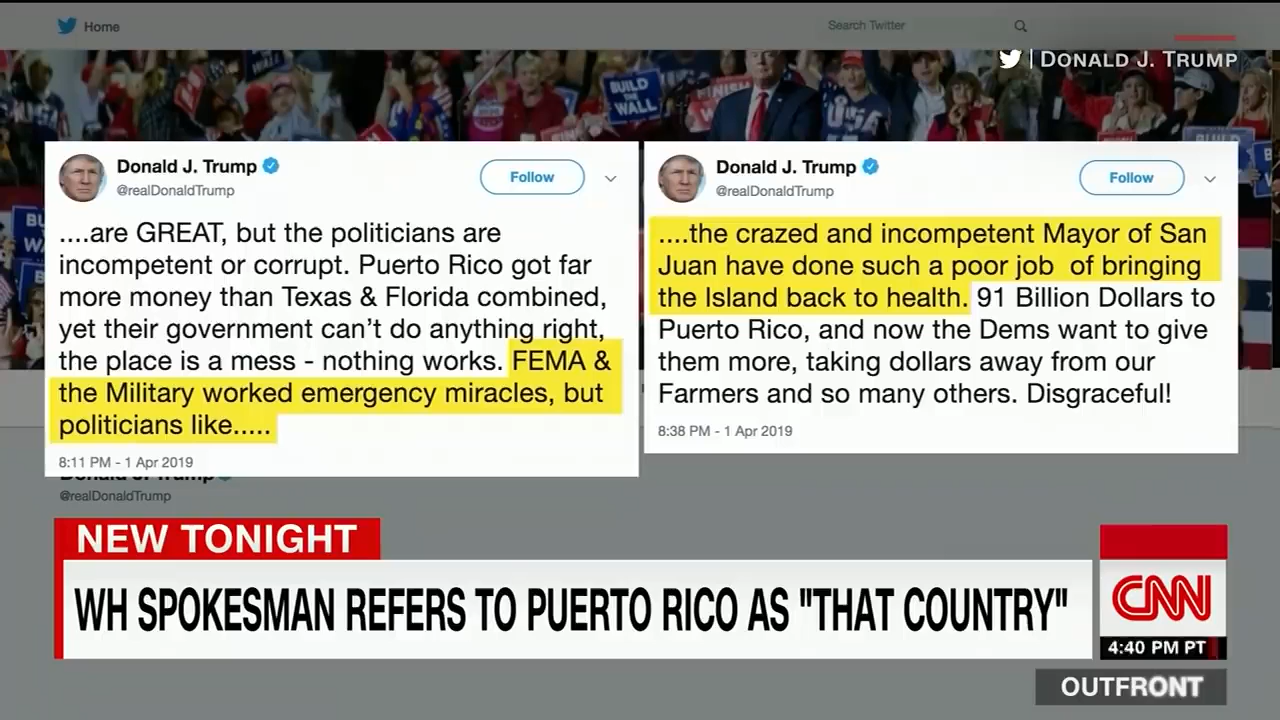 Home
Search Twitter
| DONALD J. TRUMP
BUILD
THE
WALL
FINISH
Donald J. Trump
@realDonaldTrump
Follow
....are GREAT, but the politicians are
incompetent or corrupt. Puerto Rico got far
more money than Texas & Florida combined,
yet their government can't do anything right,
the place is a mess - nothing works. FEMA &
the Military worked emergency miracles, but
politicians like.....
8:11 PM - 1 Apr 2019
Donald J. Trump
@realDonaldTrump
Follow
....the crazed and incompetent Mayor of San
Juan have done such a poor job of bringing
the Island back to health. 91 Billion Dollars to
Puerto Rico, and now the Dems want to give
them more, taking dollars away from our
Farmers and so many others. Disgraceful!
8:38 PM - 1 Apr 2019
Donald J. Trump
@realDonaldTrump
NEW TONIGHT
WH SPOKESMAN REFERS TO PUERTO RICO AS "THAT COUNTRY"
CNN
4:40 PM PT
OUTFRONT